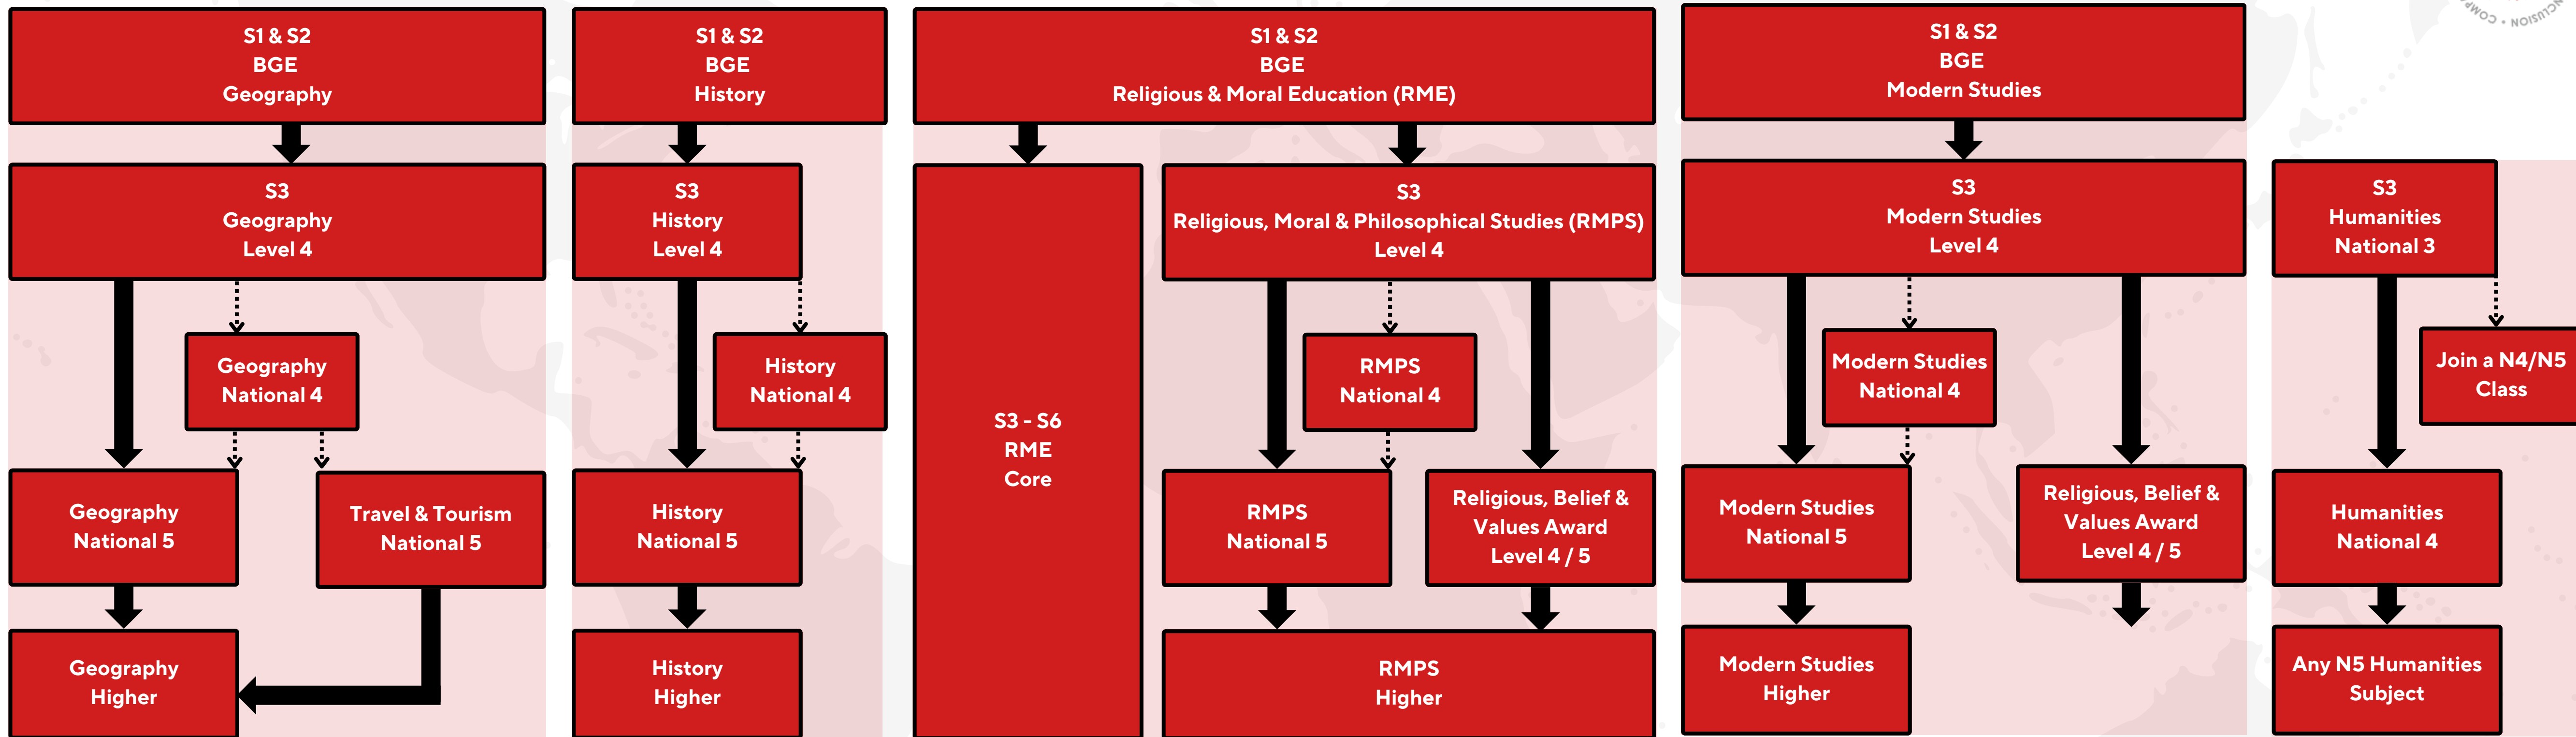 S1 & S2
BGE
Geography
S3
Geography
Level 4
Geography
National 4
Geography
National 5
Travel & Tourism
National 5
Geography
Higher
S1 & S2
BGE
History
S3
History
Level 4
History
National 4
History
National 5
History
Higher
S1 & S2
BGE
Religious & Moral Education (RME)
S3 - S6
RME
Core
S3
Religious, Moral & Philosophical Studies (RMPS)
Level 4
RMPS
National 4
RMPS
National 5
Religious, Belief &
Values Award
Level 4 / 5
RMPS
Higher
S1 & S2
BGE
Modern Studies
S3
Modern Studies
Level 4
Modern Studies
National 4
Modern Studies
National 5
Religious, Belief &
Values Award
Level 4 / 5
Modern Studies
Higher
S3
Humanities
National 3
Join a N4/N5
Class
Humanities
National 4
Any N5 Humanities
Subject